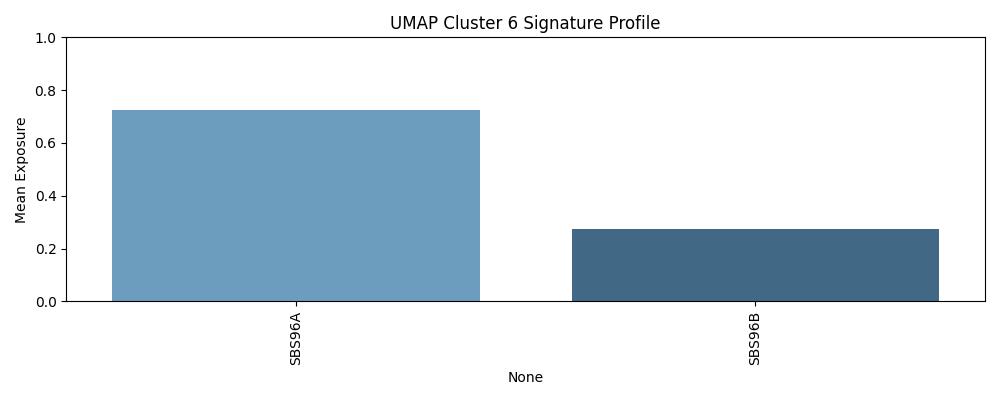 UMAP Cluster 6 Signature Profile
1.0
0.8
0.6
0.4
0.2
0.0
Mean Exposure
SBS96A
SBS96B
None